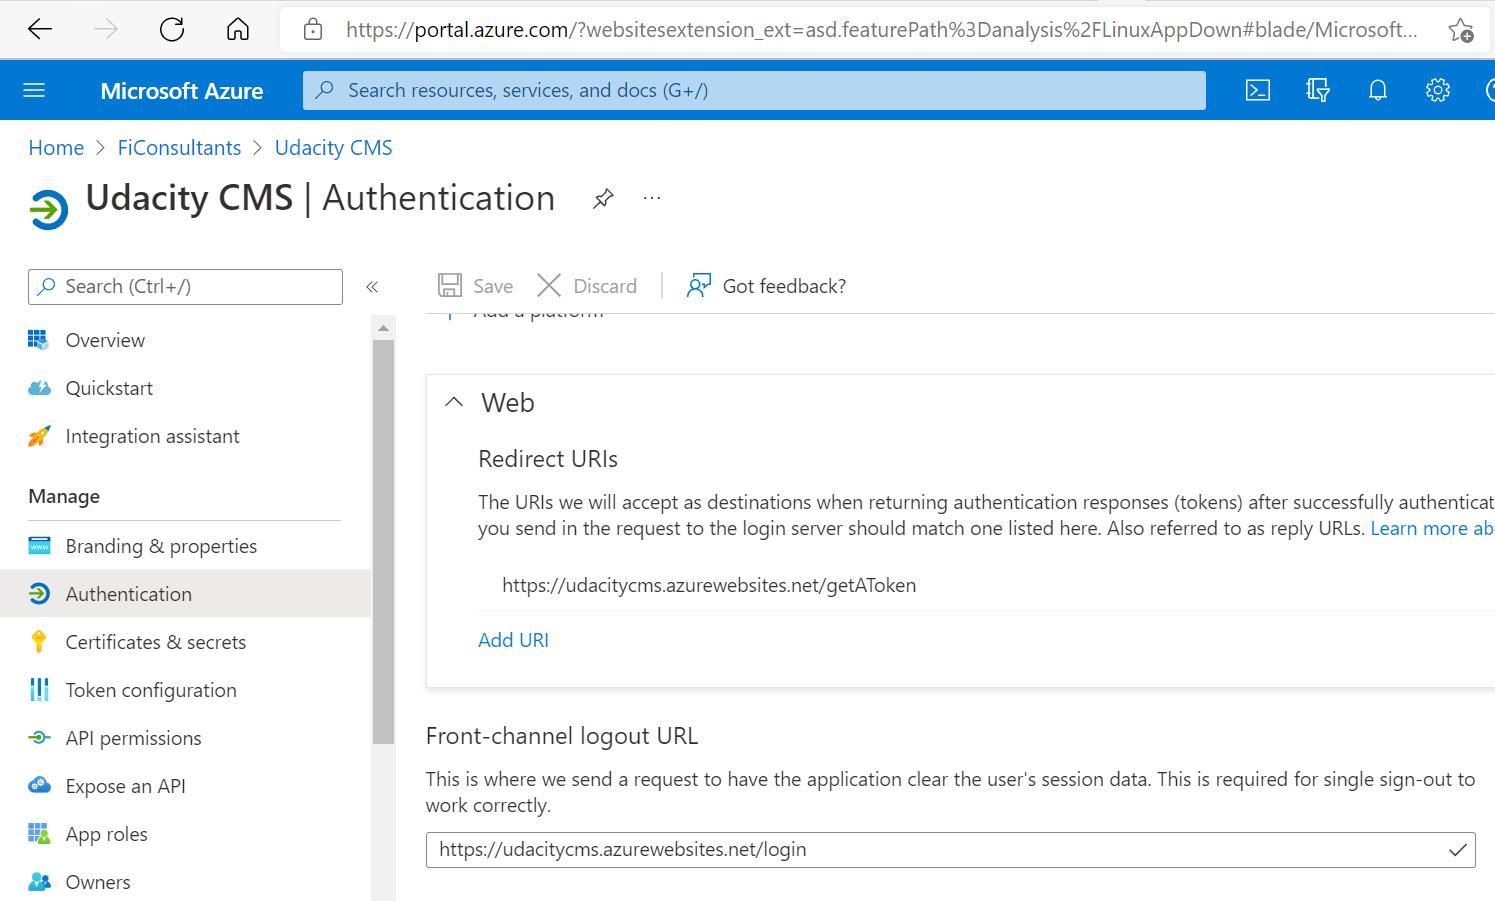 https://portal.azure.com/?websitesextension_ext=asd.featurePath%3Danalysis%2FLinuxAppDown#blade/Microsoft...
Microsoft Azure
Search resources, services, and docs (G+/)
Home > FiConsultants > Udacity CMS
Udacity CMS | Authentication
...
Search (Ctrl+/)
«
Save
Discard
Got feedback?
Add a platform
Overview
Quickstart
Integration assistant
Manage
Branding & properties
Authentication
Certificates & secrets
Token configuration
API permissions
Expose an API
App roles
Owners
Web
Redirect URIs
The URIs we will accept as destinations when returning authentication responses (tokens) after successfully authenticat
you send in the request to the login server should match one listed here. Also referred to as reply URLs. Learn more ab
https://udacitycms.azurewebsites.net/getAToken
Add URI
Front-channel logout URL
This is where we send a request to have the application clear the user's session data. This is required for single sign-out to
work correctly.
https://udacitycms.azurewebsites.net/login